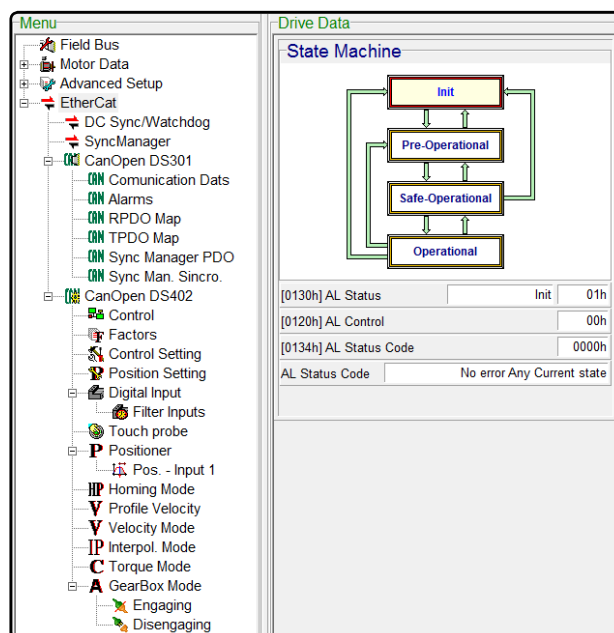 Menu
Field Bus
Motor Data
Advanced Setup
EtherCat
DC Sync/Watchdog
SyncManager
CanOpen DS301
Comunication Dats
Alarms
RPDO Map
TPDO Map
Sync Manager PDO
Sync Man. Sincro.
CanOpen DS402
Control
Factors
Control Setting
Position Setting
Digital Input
Filter Inputs
Touch probe
Positioner
Pos. - Input 1
Homing Mode
Profile Velocity
Velocity Mode
Interpol. Mode
Torque Mode
GearBox Mode
Engaging
Disengaging
Drive Data
State Machine
Init
Pre-Operational
Safe-Operational
Operational
[0130h] AL Status Init 01h
[0120h] AL Control 00h
[0134h] AL Status Code 0000h
AL Status Code No error Any Current state